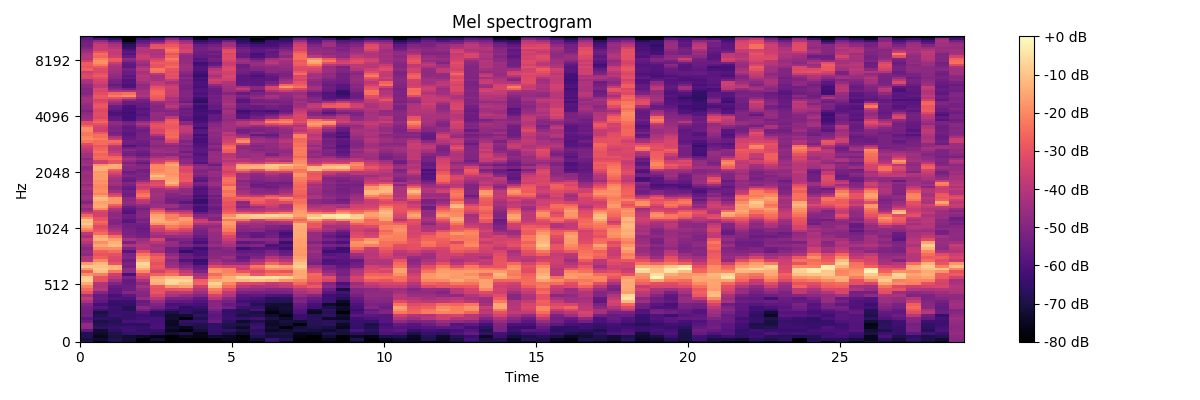 Mel spectrogram
8192
4096
2048
1024
512
0
Hz
0 5 10 15 20 25
Time
+0 dB
-10 dB
-20 dB
-30 dB
-40 dB
-50 dB
-60 dB
-70 dB
-80 dB